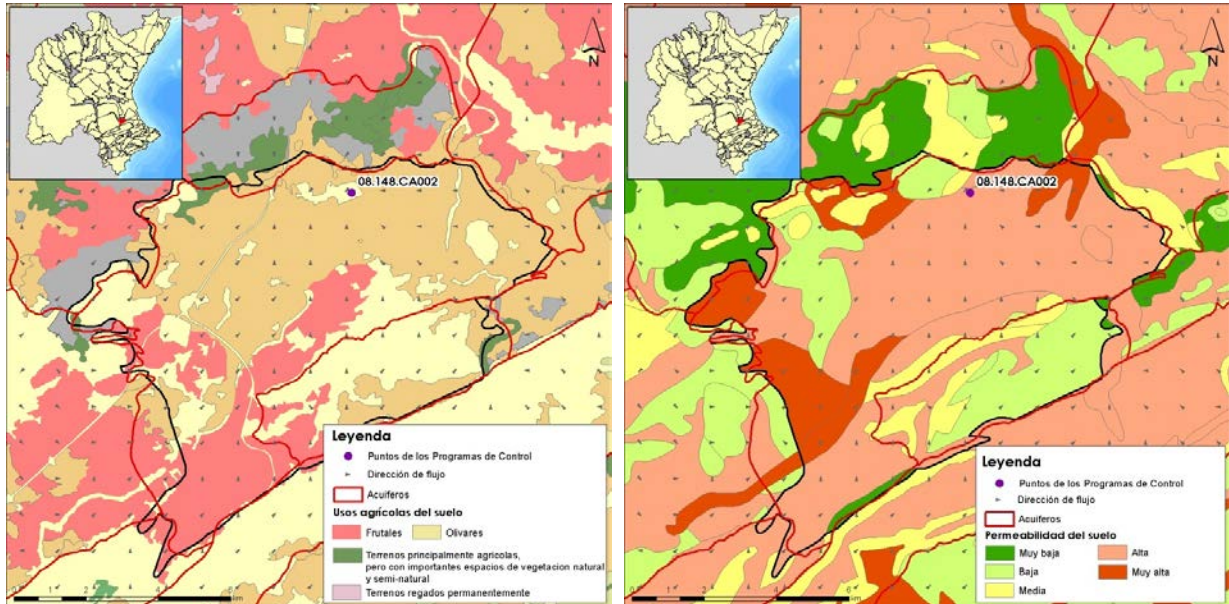 N
08.148.CA002
Leyenda
Puntos de los Programas de Control
Dirección de flujo
Acuíferos
Usos agrícolas del suelo
Frutales
Olivares
Terrenos principalmente agrícolas,
pero con importantes espacios de vegetacion natural
y semi-natural
Terrenos regados permanentemente
N
08.148.CA002
Leyenda
Puntos de los Programas de Control
Dirección de flujo
Acuíferos
Permeabilidad del suelo
Muy baja
Alta
Baja
Muy alta
Media